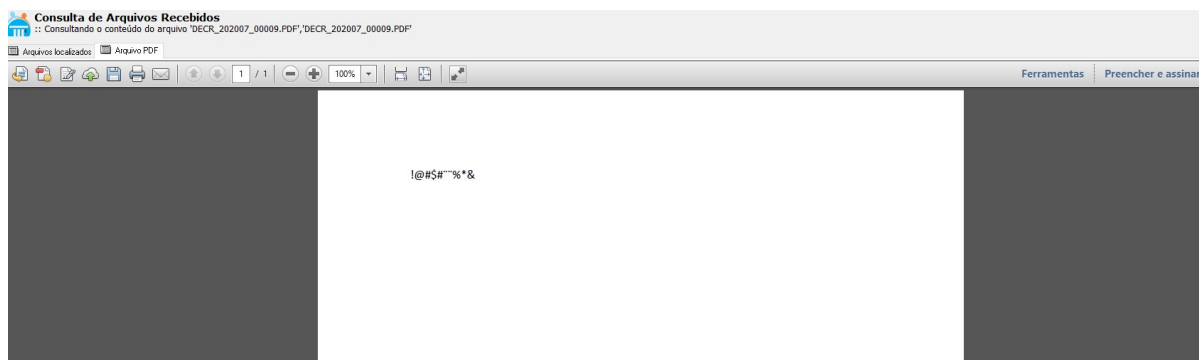 Consulta de Arquivos Recebidos
:: Consultando o conteúdo do arquivo 'DECR_202007_00009.PDF','DECR_202007_00009.PDF'
Arquivos localizados Arquivo PDF
1 / 1 100% Ferramentas Preencher e assinar
!@#$#¨¨%*&